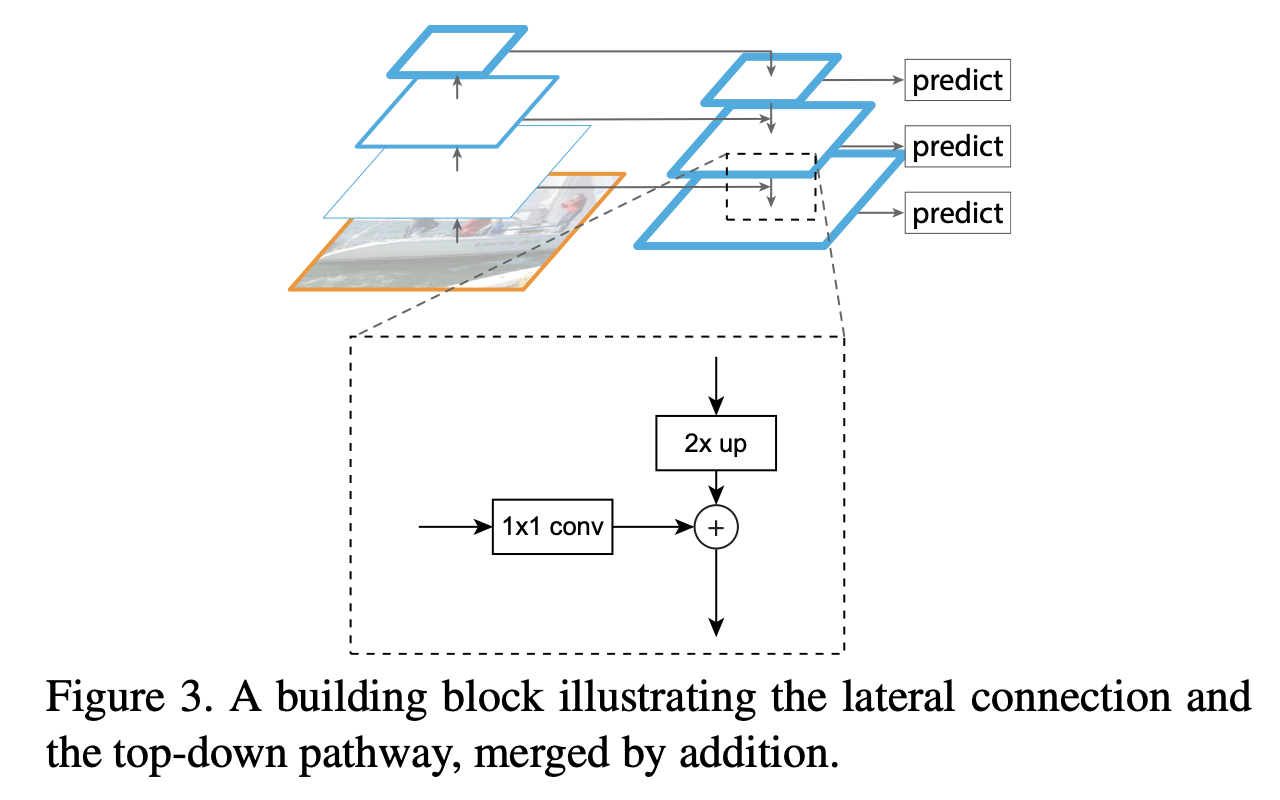 predict
predict
predict
2x up
1x1 conv
+
Figure 3. A building block illustrating the lateral connection and
the top-down pathway, merged by addition.